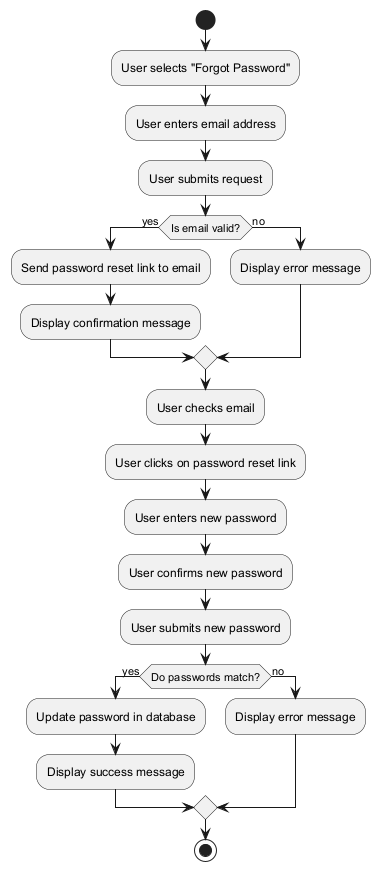 User selects "Forgot Password"
User enters email address
User submits request
yes
Is email valid?
no
Send password reset link to email
Display error message
Display confirmation message
User checks email
User clicks on password reset link
User enters new password
User confirms new password
User submits new password
yes
Do passwords match?
no
Update password in database
Display error message
Display success message